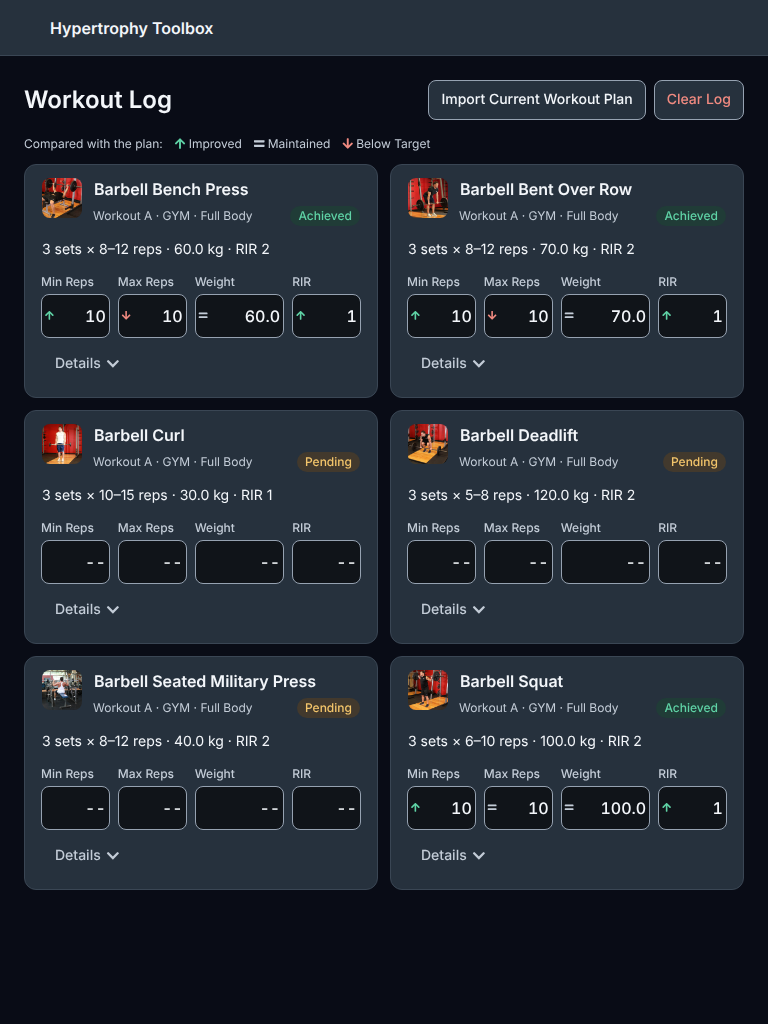 Hypertrophy Toolbox
Workout Log
Import Current Workout Plan
Clear Log
Compared with the plan: ↑ Improved = Maintained ↓ Below Target
Barbell Bench Press
Workout A · GYM · Full Body
Achieved
3 sets × 8–12 reps · 60.0 kg · RIR 2
Min Reps Max Reps Weight RIR
↑ 10 ↓ 10 = 60.0 ↑ 1
Details
Barbell Bent Over Row
Workout A · GYM · Full Body
Achieved
3 sets × 8–12 reps · 70.0 kg · RIR 2
Min Reps Max Reps Weight RIR
↑ 10 ↓ 10 = 70.0 ↑ 1
Details
Barbell Curl
Workout A · GYM · Full Body
Pending
3 sets × 10–15 reps · 30.0 kg · RIR 1
Min Reps Max Reps Weight RIR
-- -- -- --
Details
Barbell Deadlift
Workout A · GYM · Full Body
Pending
3 sets × 5–8 reps · 120.0 kg · RIR 2
Min Reps Max Reps Weight RIR
-- -- -- --
Details
Barbell Seated Military Press
Workout A · GYM · Full Body
Pending
3 sets × 8–12 reps · 40.0 kg · RIR 2
Min Reps Max Reps Weight RIR
-- -- -- --
Details
Barbell Squat
Workout A · GYM · Full Body
Achieved
3 sets × 6–10 reps · 100.0 kg · RIR 2
Min Reps Max Reps Weight RIR
↑ 10 = 10 = 100.0 ↑ 1
Details